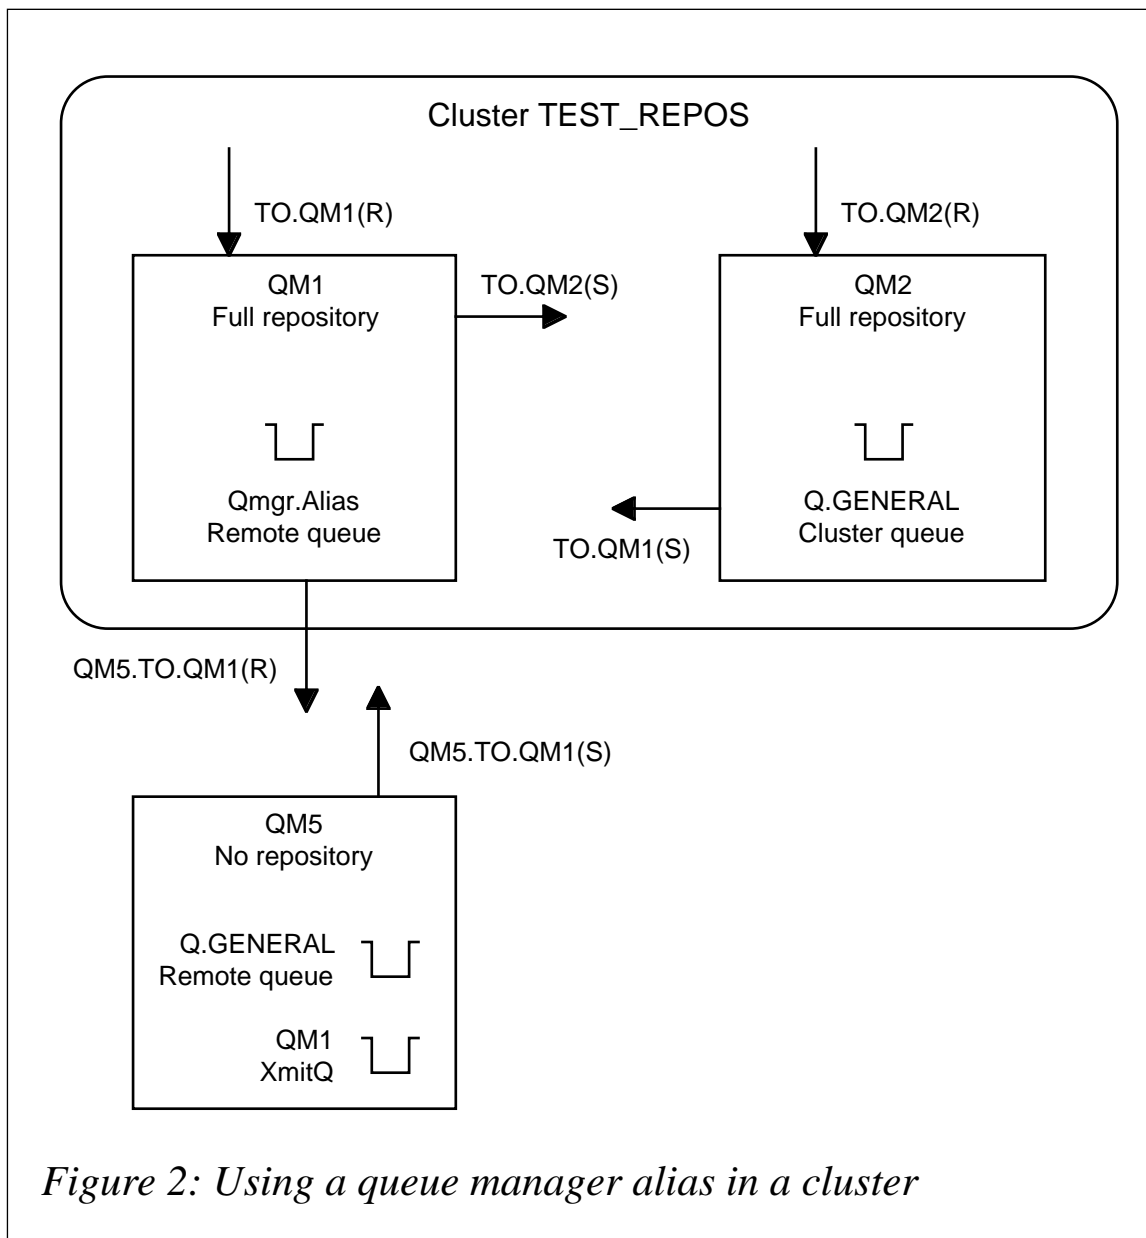 Cluster TEST_REPOS
TO.QM1(R)
TO.QM2(R)
QM1
Full repository
TO.QM2(S)
QM2
Full repository
Qmgr.Alias
Remote queue
Q.GENERAL
Cluster queue
TO.QM1(S)
QM5.TO.QM1(R)
QM5.TO.QM1(S)
QM5
No repository
Q.GENERAL
Remote queue
QM1
XmitQ
Figure 2: Using a queue manager alias in a cluster